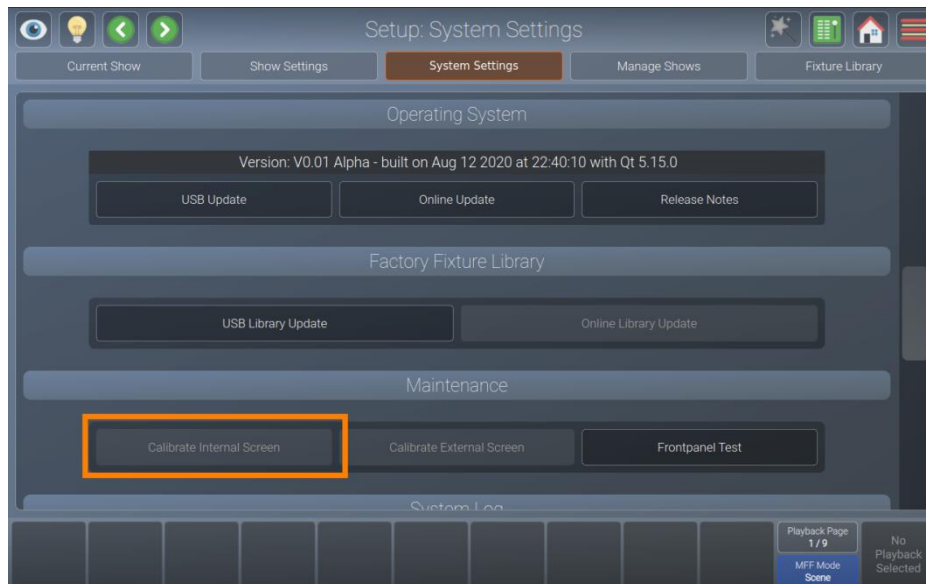 Setup: System Settings
Current Show
Show Settings
System Settings
Manage Shows
Fixture Library
Operating System
Version: V0.01 Alpha - built on Aug 12 2020 at 22:40:10 with Qt 5.15.0
USB Update
Online Update
Release Notes
Factory Fixture Library
USB Library Update
Online Library Update
Maintenance
Calibrate Internal Screen
Calibrate External Screen
Frontpanel Test
System Log
Playback Page
1 / 9
MFF Mode
Scene
No
Playback
Selected